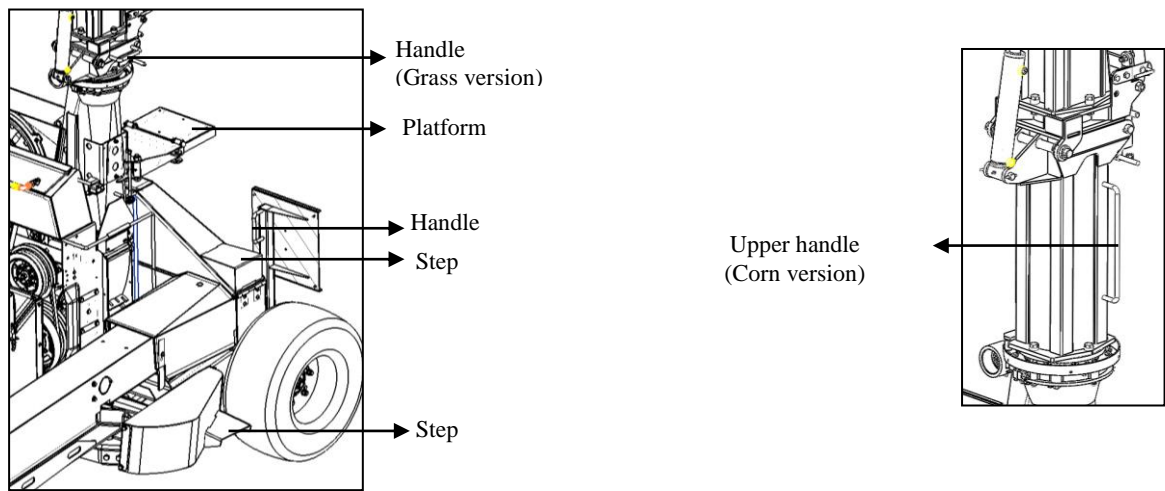 Handle
(Grass version)
Platform
Handle
Step
Step
Upper handle
(Corn version)